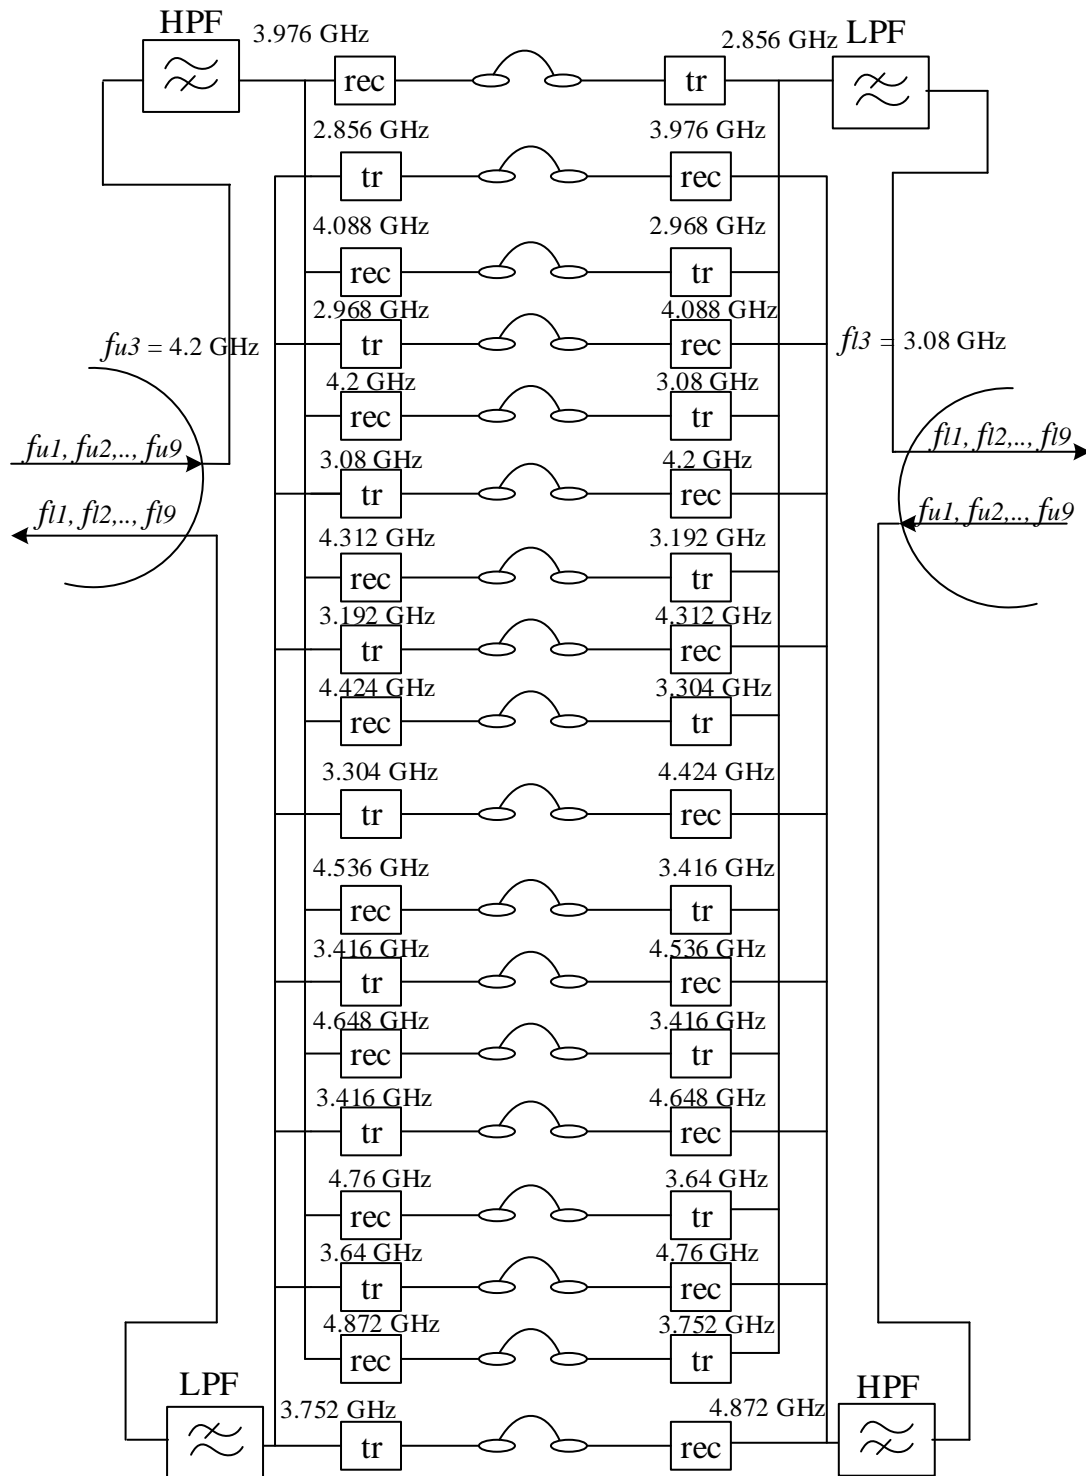 HPF 3.976 GHz 2.856 GHz LPF
rec tr
2.856 GHz 3.976 GHz
tr rec
4.088 GHz 2.968 GHz
rec tr
2.968 GHz 4.088 GHz
fu3 = 4.2 GHz tr rec fl3 = 3.08 GHz
4.2 GHz 3.08 GHz
rec tr
fu1, fu2,.., fu9 3.08 GHz 4.2 GHz fl1, fl2,.., fl9
tr rec
fl1, fl2,.., fl9 fu1, fu2,.., fu9
4.312 GHz 3.192 GHz
rec tr
3.192 GHz 4.312 GHz
tr rec
4.424 GHz 3.304 GHz
rec tr
3.304 GHz 4.424 GHz
tr rec
4.536 GHz 3.416 GHz
rec tr
3.416 GHz 4.536 GHz
tr rec
4.648 GHz 3.416 GHz
rec tr
3.416 GHz 4.648 GHz
tr rec
4.76 GHz 3.64 GHz
rec tr
3.64 GHz 4.76 GHz
tr rec
4.872 GHz 3.752 GHz
rec tr
LPF 3.752 GHz 4.872 GHz HPF
tr rec